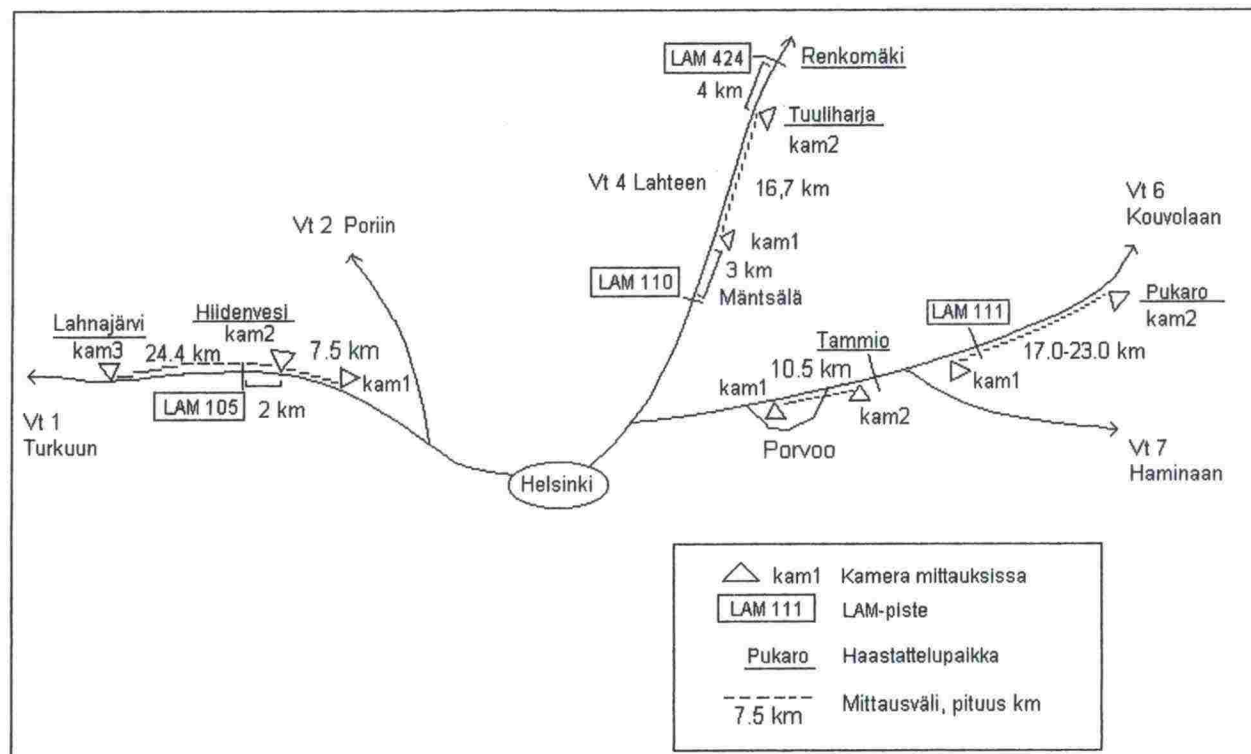 LAM 424
Renkomäki
4 km
Tuuliharja
kam2
Vt 4 Lahteen
16,7 km
kam1
3 km
LAM 110
Mäntsälä
Vt 2 Poriin
Vt 6
Kouvolaan
Hiidenvesi
kam2
Lahnajärvi
kam3
24.4 km
7.5 km
kam1
LAM 105
2 km
Vt 1
Turkuun
LAM 111
Pukaro
kam2
17.0-23.0 km
kam1
Tammio
10.5 km
kam1
kam2
Porvoo
Vt 7
Haminaan
Helsinki
kam1 Kamera mittauksissa
LAM 111 LAM-piste
Pukaro Haastattelupaikka
7.5 km Mittausväli, pituus km